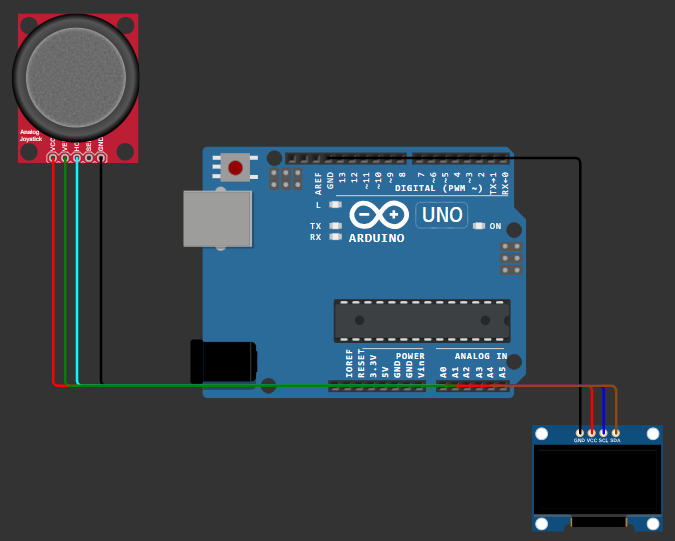 Analog
Joystick
VCC
VERT
HORZ
SEL
GND
AREF
GND
13
12
~11
~10
~9
8
7
~6
~5
4
~3
2
TX→1
RX←0
DIGITAL (PWM ~)
L
TX
RX
UNO
ON
ARDUINO
POWER
ANALOG IN
IOREF
RESET
3.3V
5V
GND
GND
Vin
A0
A1
A2
A3
A4
A5
GND VCC SCL SDA